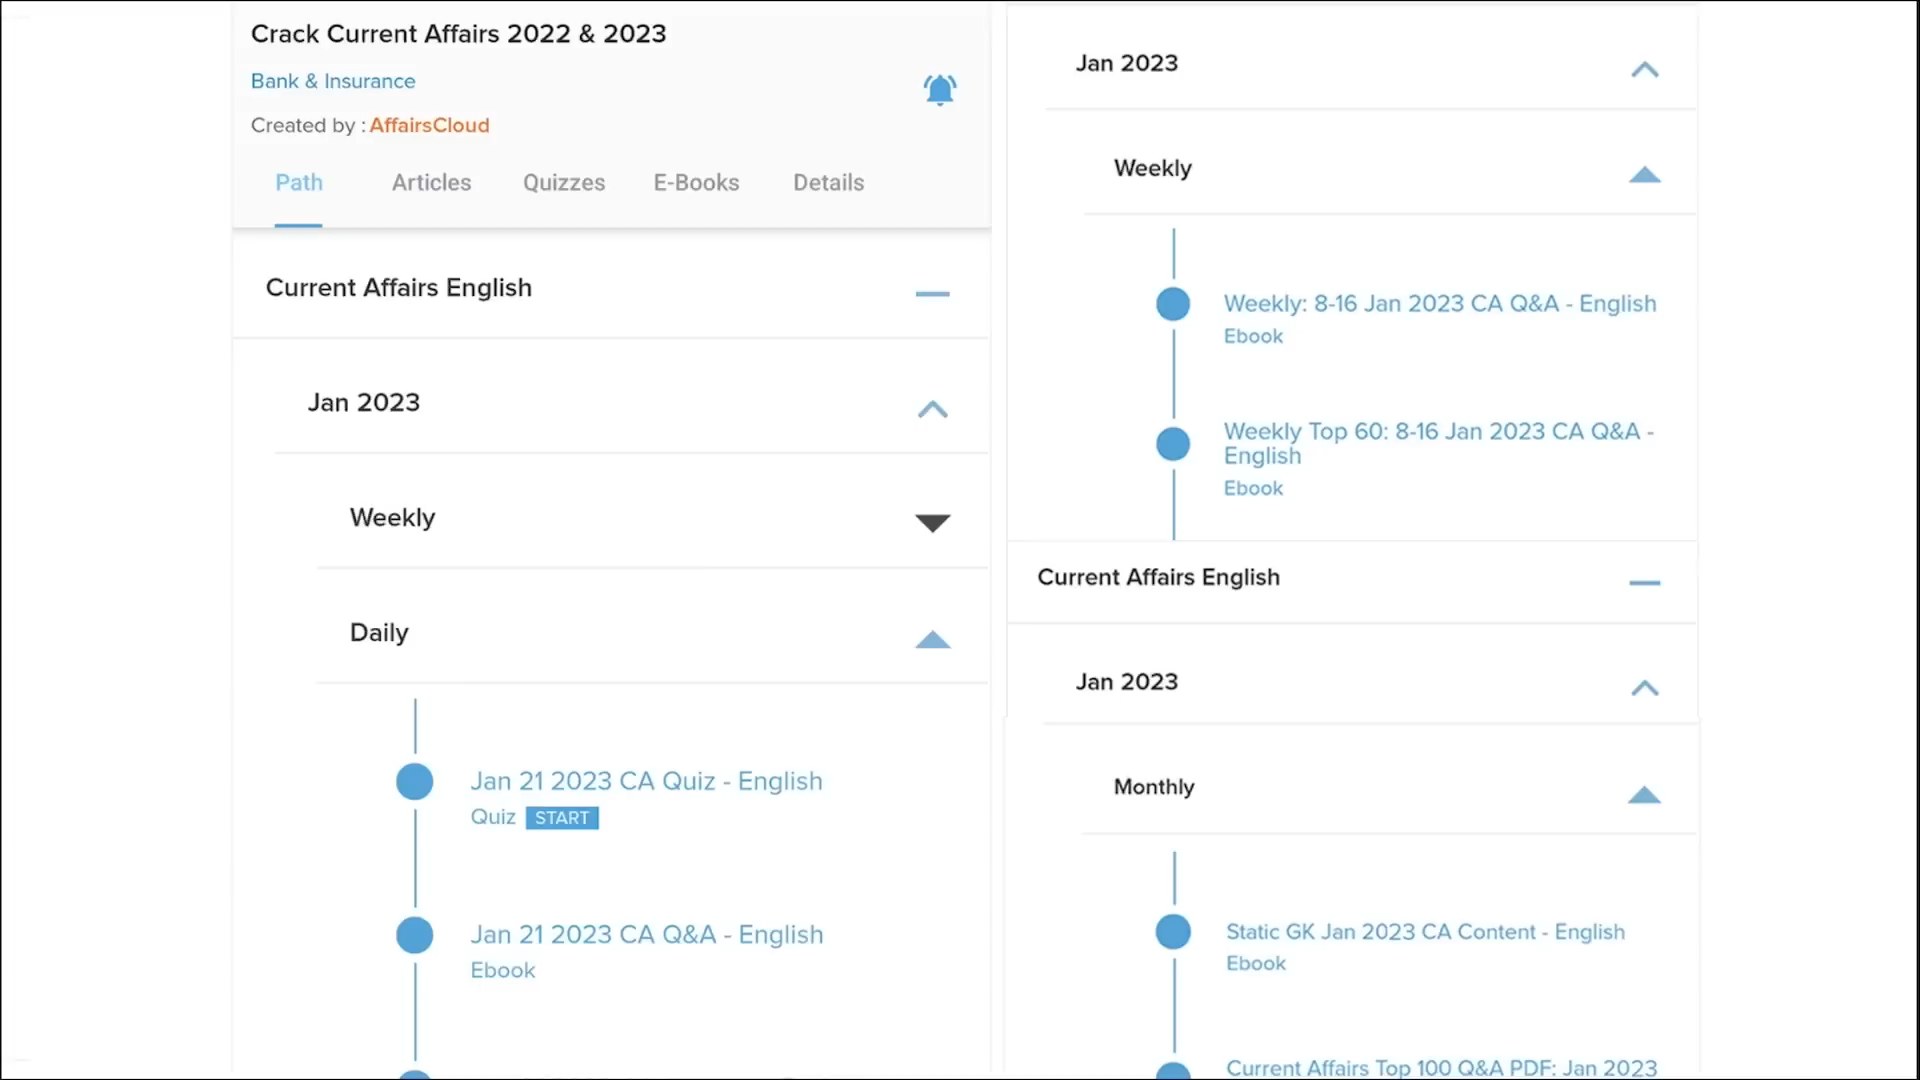 Crack Current Affairs 2022 & 2023
Bank & Insurance
Created by : AffairsCloud
Path Articles Quizzes E-Books Details
Current Affairs English
Jan 2023
Weekly
Daily
Jan 21 2023 CA Quiz - English
Quiz START
Jan 21 2023 CA Q&A - English
Ebook
Jan 2023
Weekly
Weekly: 8-16 Jan 2023 CA Q&A - English
Ebook
Weekly Top 60: 8-16 Jan 2023 CA Q&A -
English
Ebook
Current Affairs English
Jan 2023
Monthly
Static GK Jan 2023 CA Content - English
Ebook
Current Affairs Top 100 Q&A PDF: Jan 2023